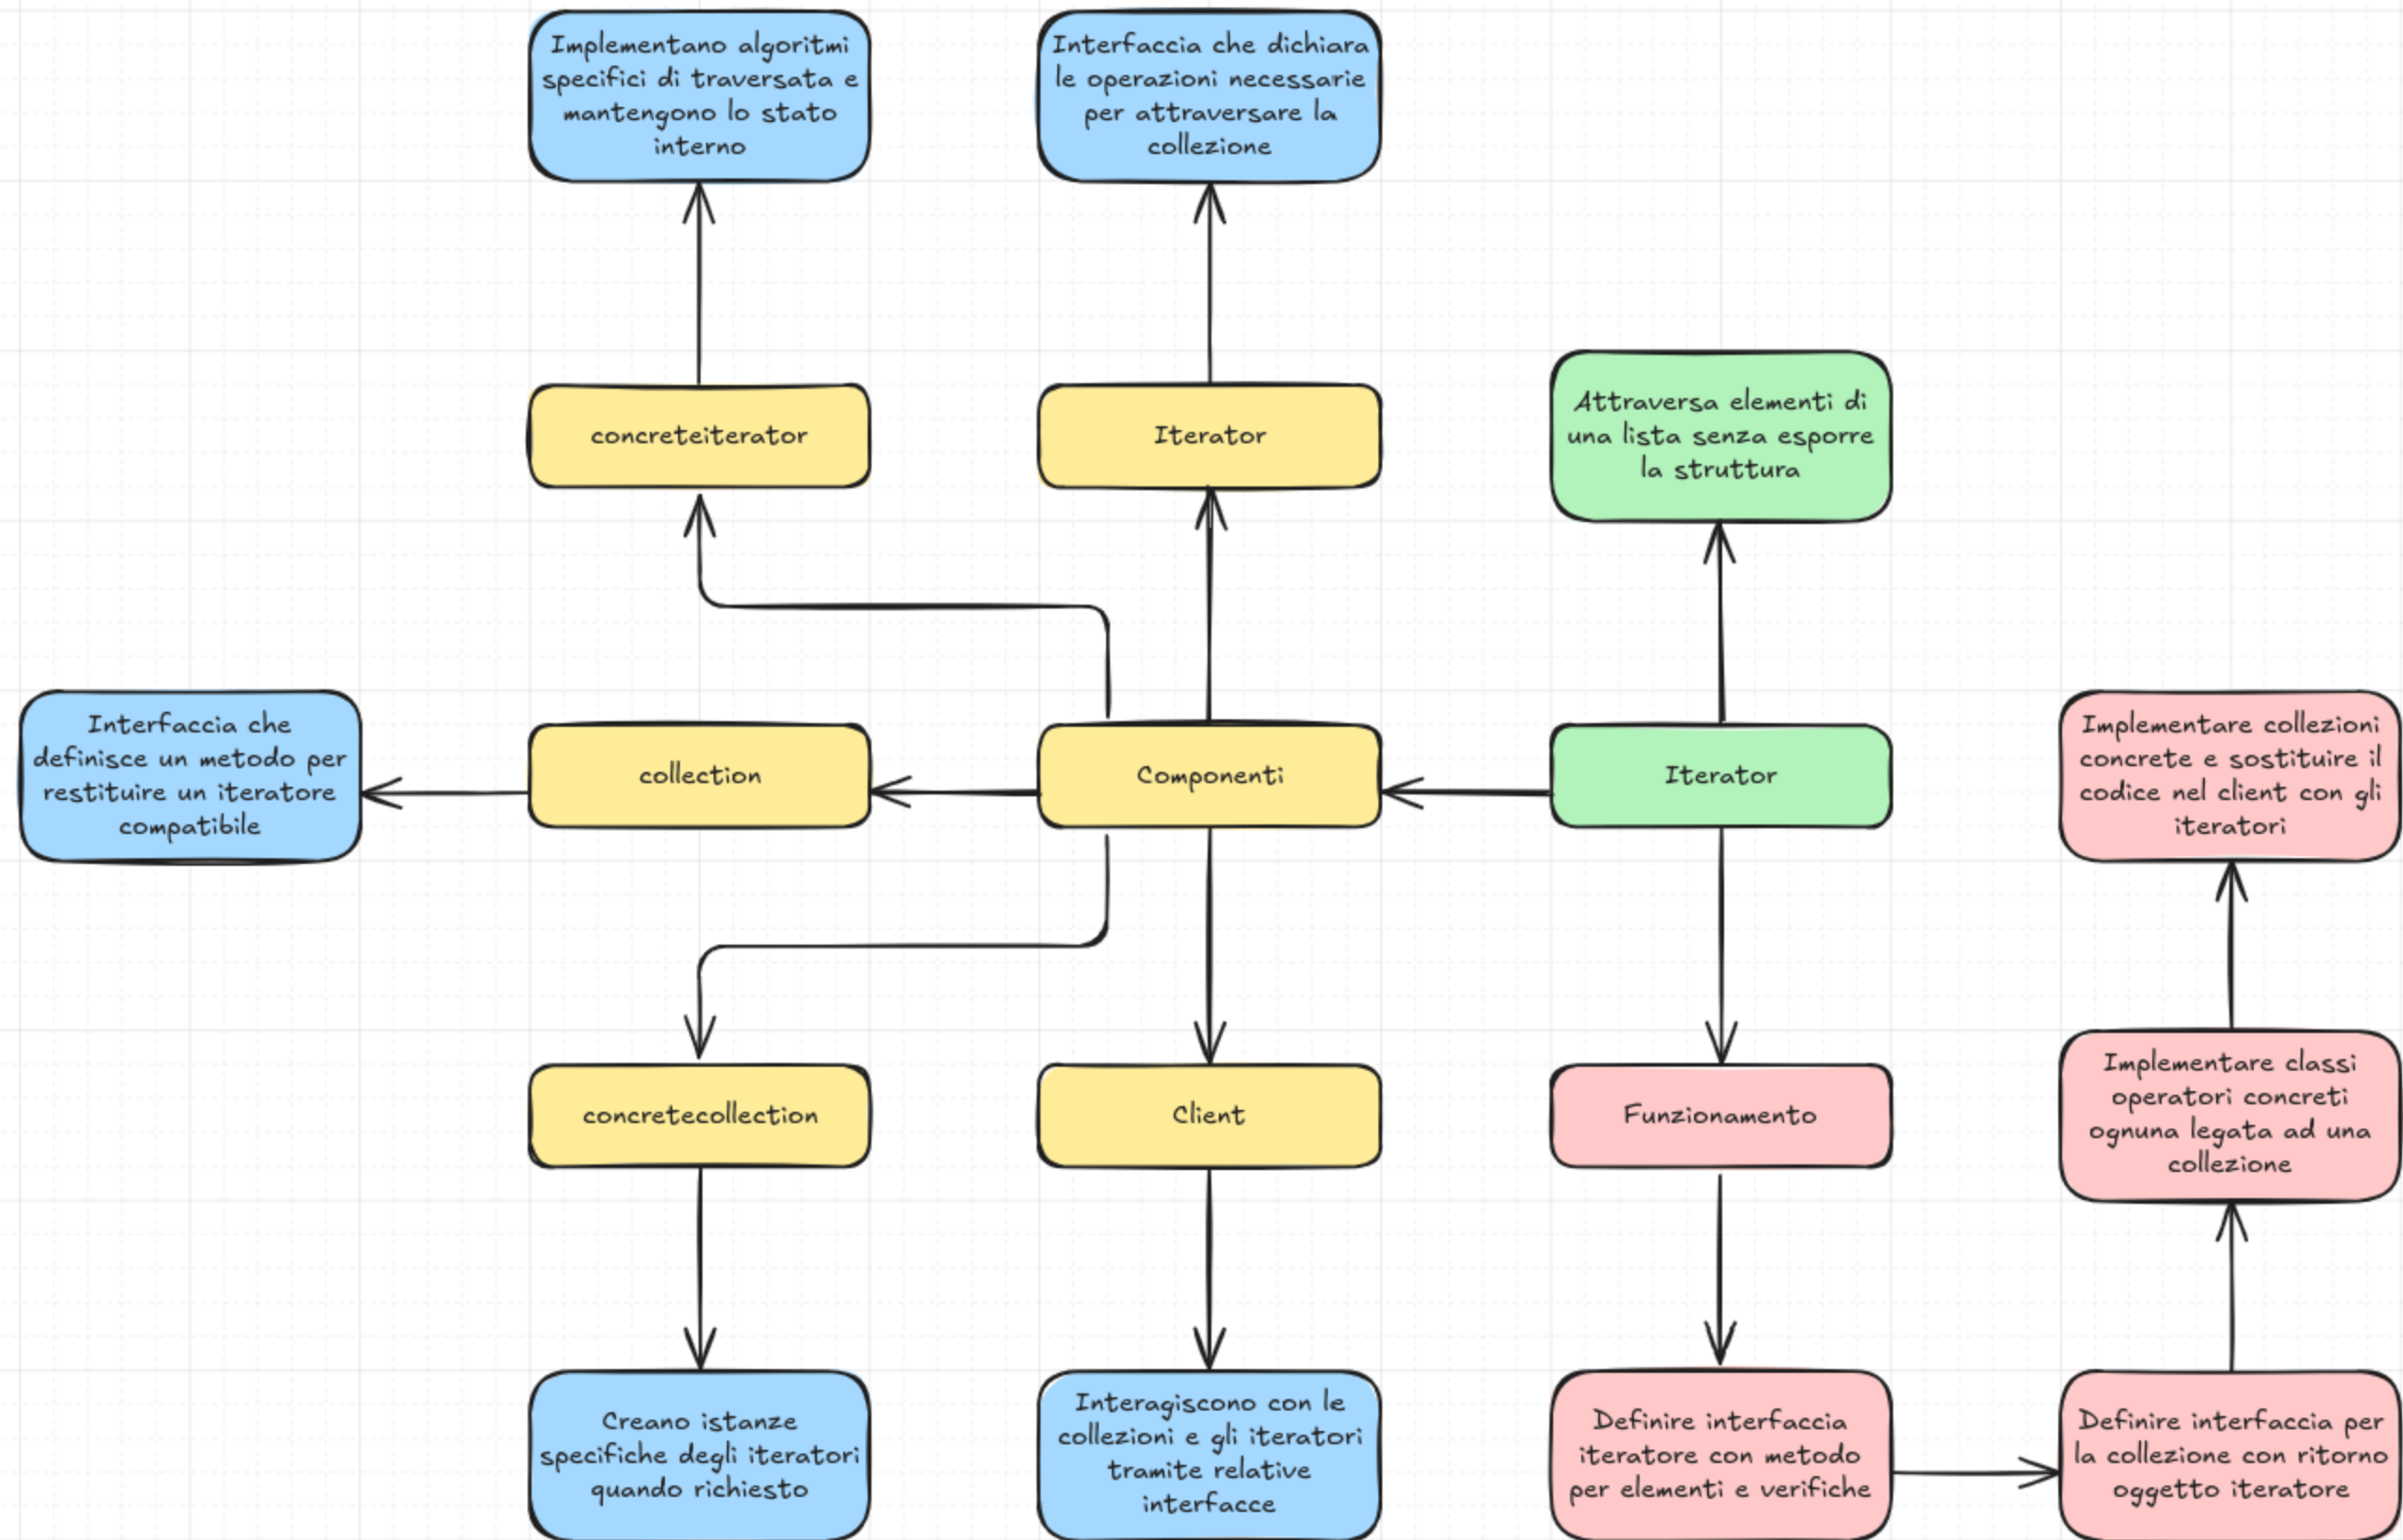 Implementano algoritmi
specifici di traversata e
mantengono lo stato
interno
Interfaccia che dichiara
le operazioni necessarie
per attraversare la
collezione
concreteiterator
Iterator
Attraversa elementi di
una lista senza esporre
la struttura
Interfaccia che
definisce un metodo per
restituire un iteratore
compatibile
collection
Componenti
Iterator
Implementare collezioni
concrete e sostituire il
codice nel client con gli
iteratori
concretecollection
Client
Funzionamento
Implementare classi
operatori concreti
ognuna legata ad una
collezione
Creano istanze
specifiche degli iteratori
quando richiesto
Interagiscono con le
collezioni e gli iteratori
tramite relative
interfacce
Definire interfaccia
iteratore con metodo
per elementi e verifiche
Definire interfaccia per
la collezione con ritorno
oggetto iteratore